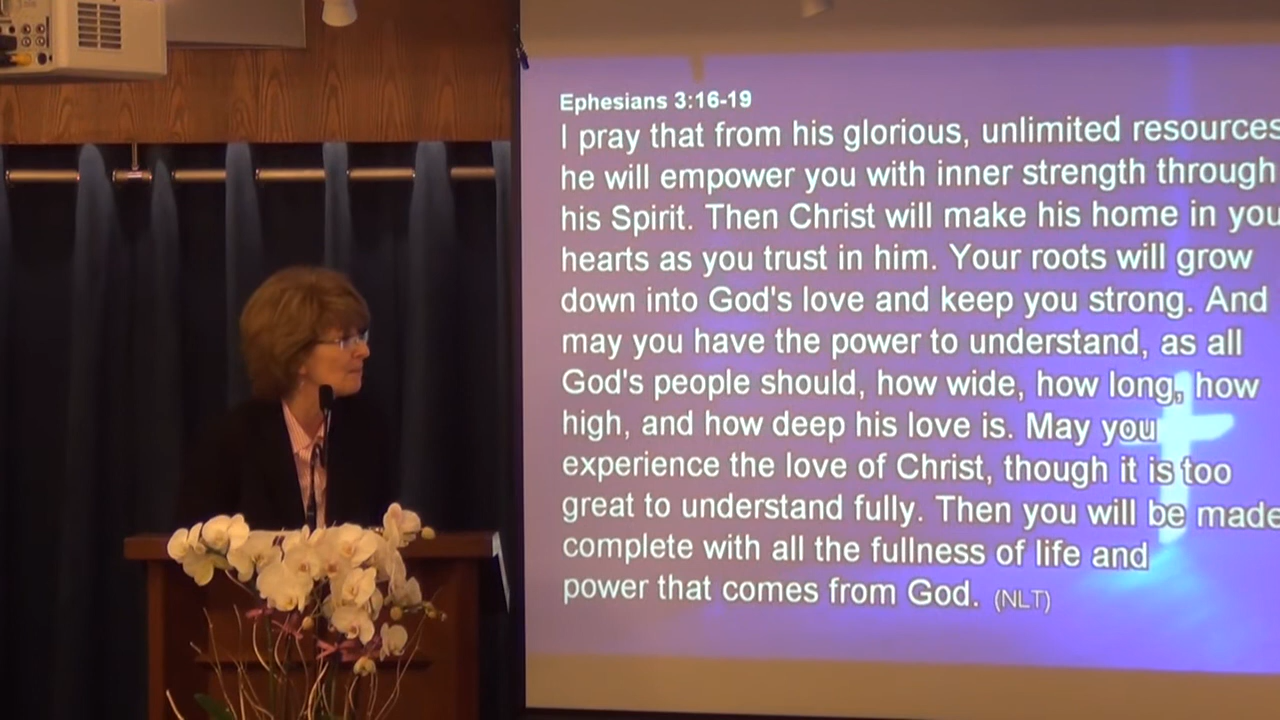 Ephesians 3:16-19
I pray that from his glorious, unlimited resources
he will empower you with inner strength through
his Spirit. Then Christ will make his home in you
hearts as you trust in him. Your roots will grow
down into God's love and keep you strong. And
may you have the power to understand, as all
God's people should, how wide, how long, how
high, and how deep his love is. May you
experience the love of Christ, though it is too
great to understand fully. Then you will be made
complete with all the fullness of life and
power that comes from God. (NLT)